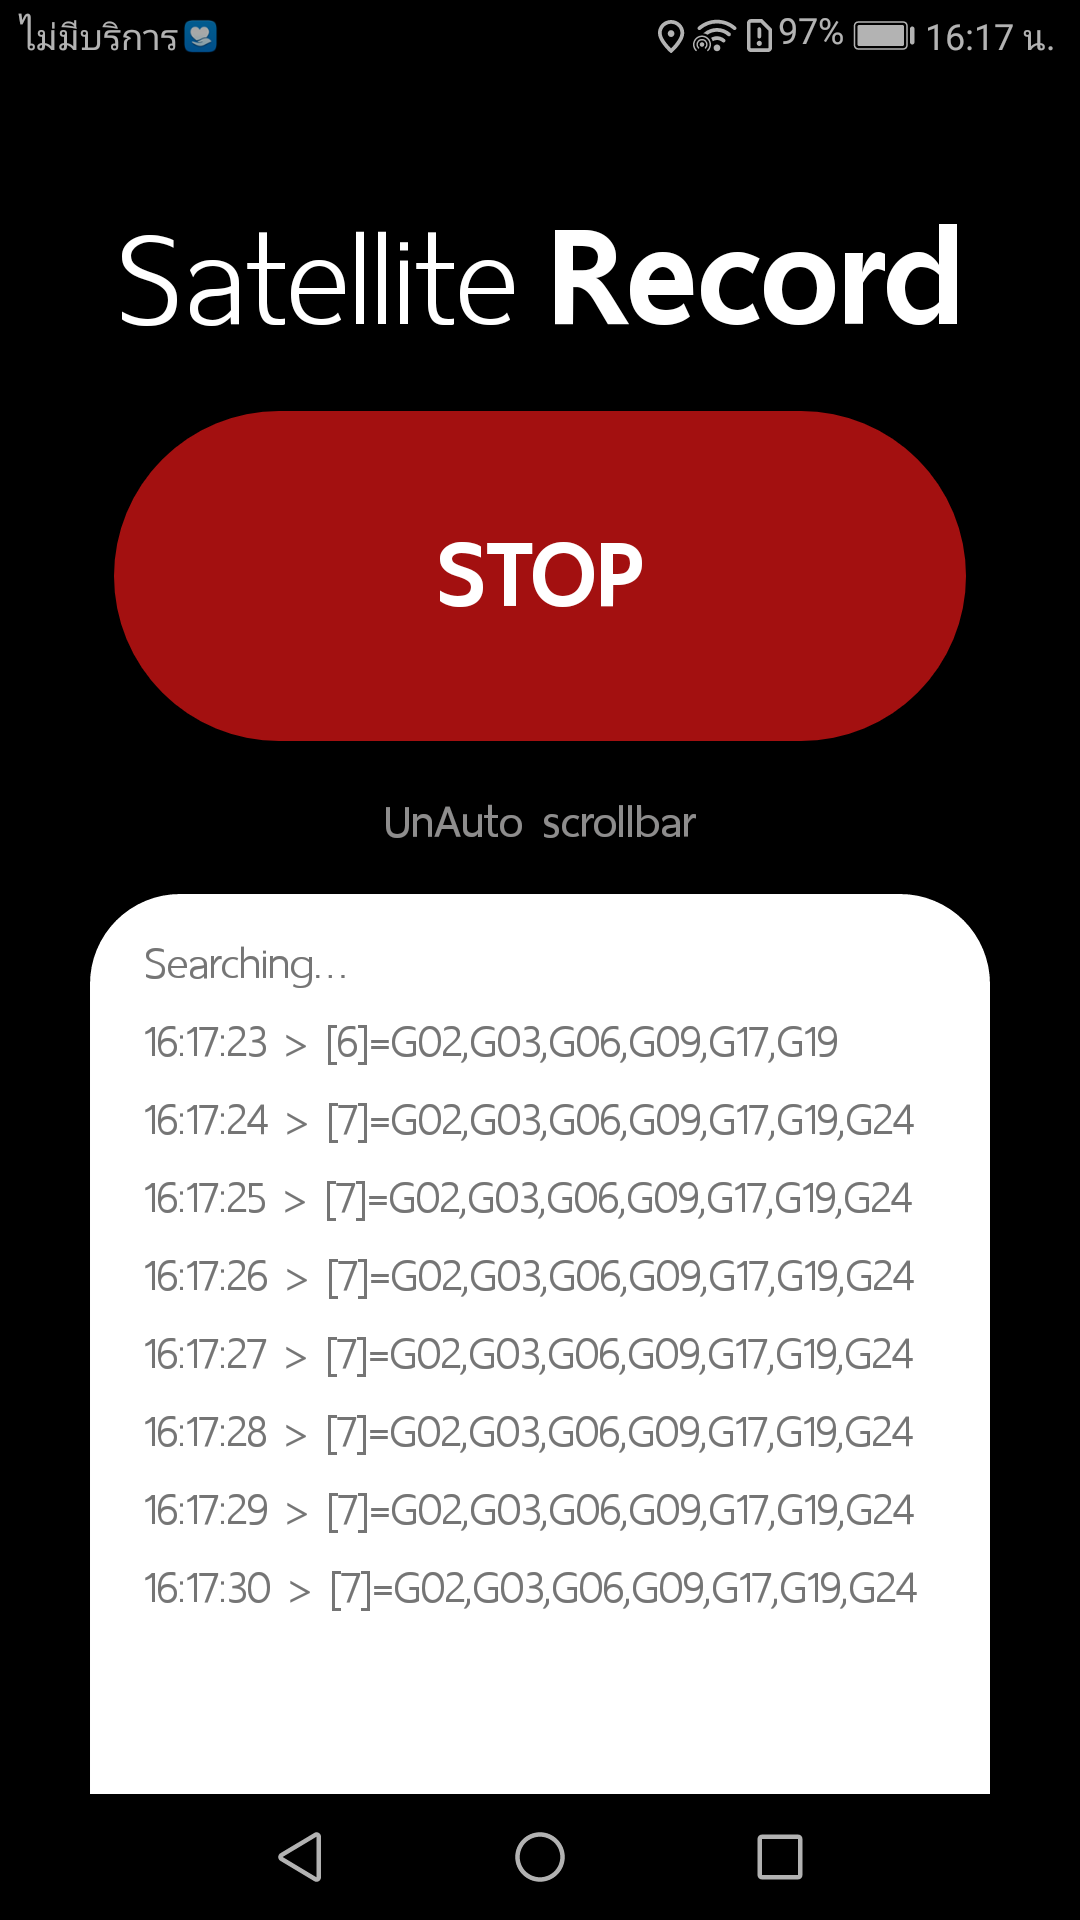 ไม่มีบริการ 97% 16:17 น.
Satellite Record
STOP
UnAuto scrollbar
Searching...
16:17:23 > [6]=G02,G03,G06,G09,G17,G19
16:17:24 > [7]=G02,G03,G06,G09,G17,G19,G24
16:17:25 > [7]=G02,G03,G06,G09,G17,G19,G24
16:17:26 > [7]=G02,G03,G06,G09,G17,G19,G24
16:17:27 > [7]=G02,G03,G06,G09,G17,G19,G24
16:17:28 > [7]=G02,G03,G06,G09,G17,G19,G24
16:17:29 > [7]=G02,G03,G06,G09,G17,G19,G24
16:17:30 > [7]=G02,G03,G06,G09,G17,G19,G24